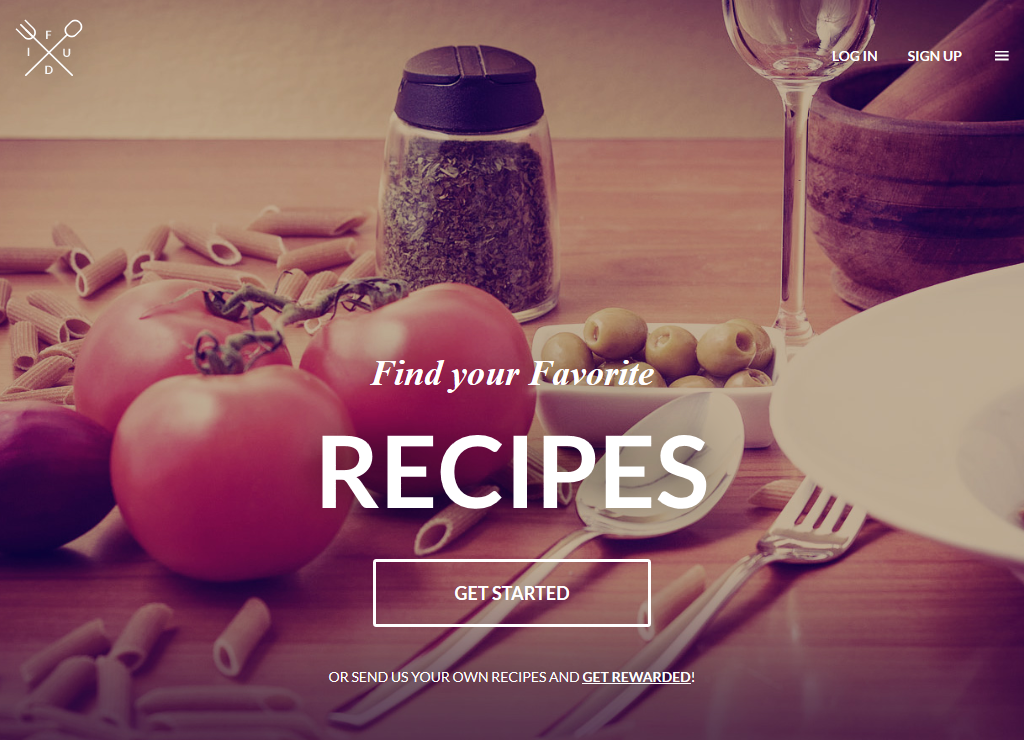 F
I U
D
LOG IN SIGN UP
Find your Favorite
RECIPES
GET STARTED
OR SEND US YOUR OWN RECIPES AND GET REWARDED!